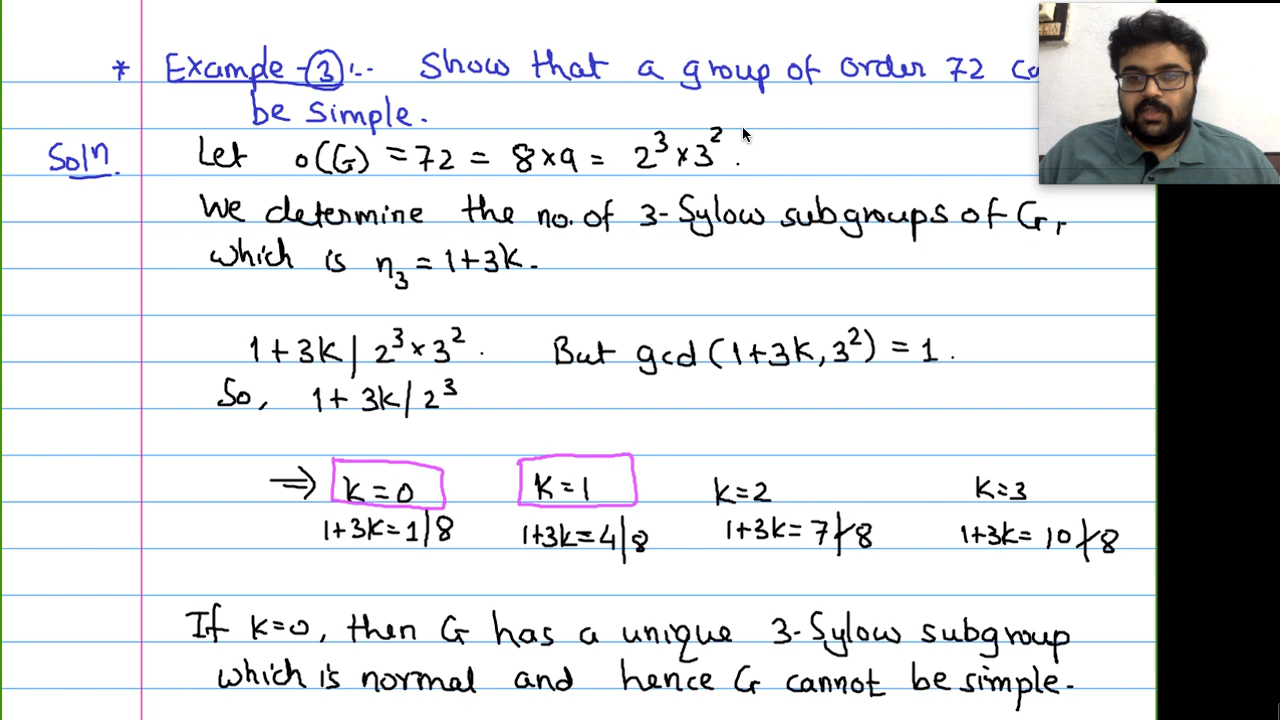 * Example-③:- Show that a group of order 72
be simple.
Solⁿ. Let o(G) = 72 = 8×9 = 2³×3².
We determine the no. of 3-Sylow subgroups of G,
which is n₃ = 1+3k.
1+3k | 2³×3². But gcd(1+3k, 3²) = 1.
So, 1+3k | 2³
⇒ k=0 k=1 k=2 k=3
1+3k=1|8 1+3k=4|8 1+3k=7∤8 1+3k=10∤8
If k=0, then G has a unique 3-Sylow subgroup
which is normal and hence G cannot be simple.